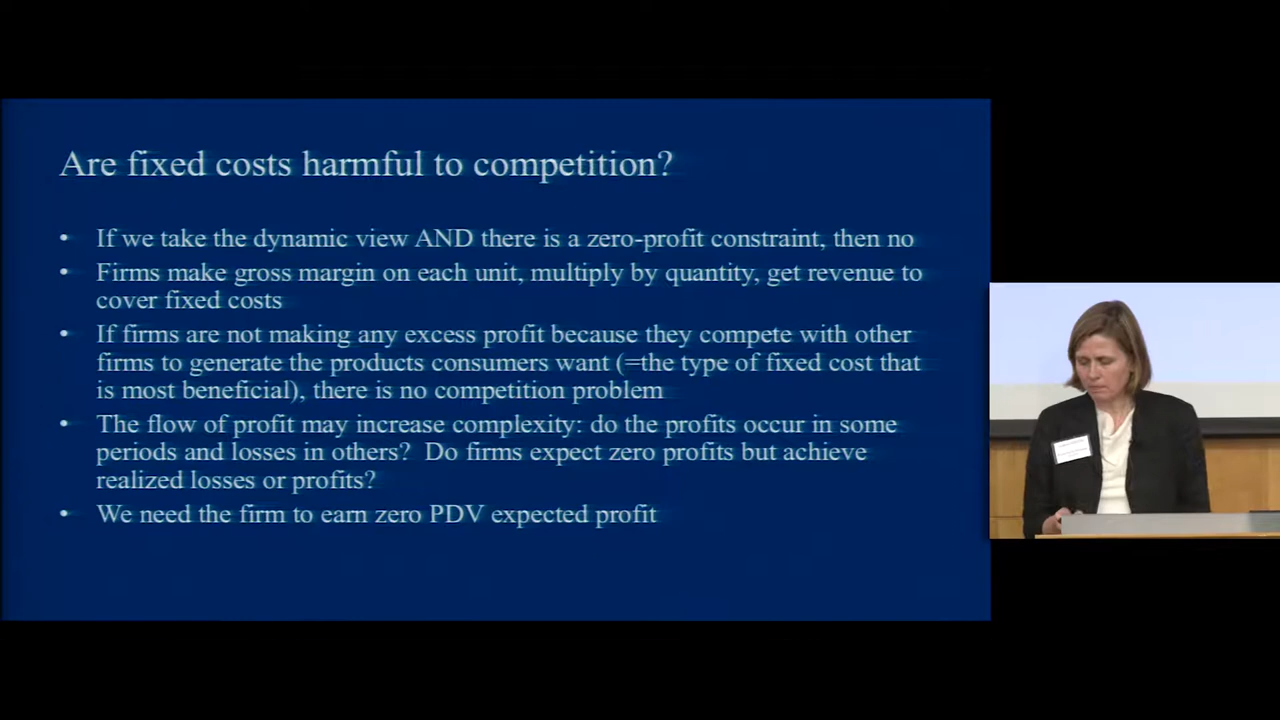 Are fixed costs harmful to competition?
• If we take the dynamic view AND there is a zero-profit constraint, then no
• Firms make gross margin on each unit, multiply by quantity, get revenue to
cover fixed costs
• If firms are not making any excess profit because they compete with other
firms to generate the products consumers want (=the type of fixed cost that
is most beneficial), there is no competition problem
• The flow of profit may increase complexity: do the profits occur in some
periods and losses in others?  Do firms expect zero profits but achieve
realized losses or profits?
• We need the firm to earn zero PDV expected profit